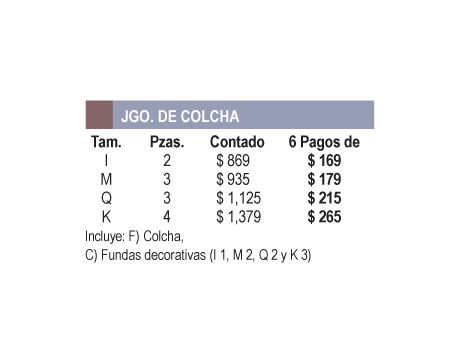 JGO. DE COLCHA
Tam. Pzas. Contado 6 Pagos de
I 2 $ 869 $ 169
M 3 $ 935 $ 179
Q 3 $ 1,125 $ 215
K 4 $ 1,379 $ 265
Incluye: F) Colcha,
C) Fundas decorativas (I 1, M 2, Q 2 y K 3)